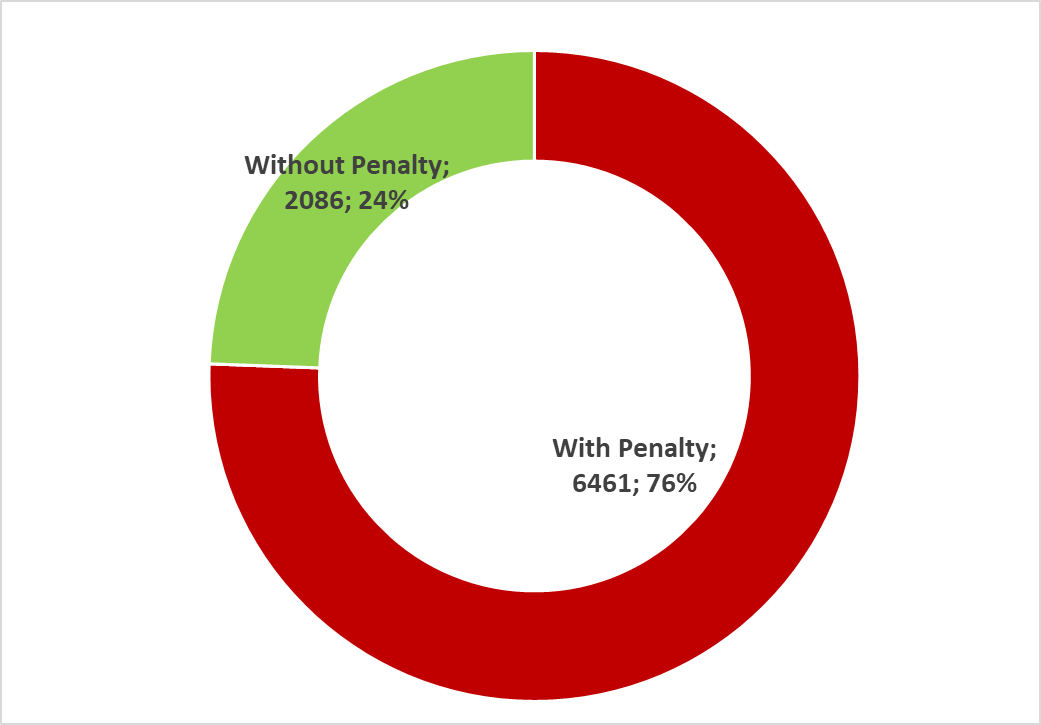 Without Penalty;
2086; 24%
With Penalty;
6461; 76%